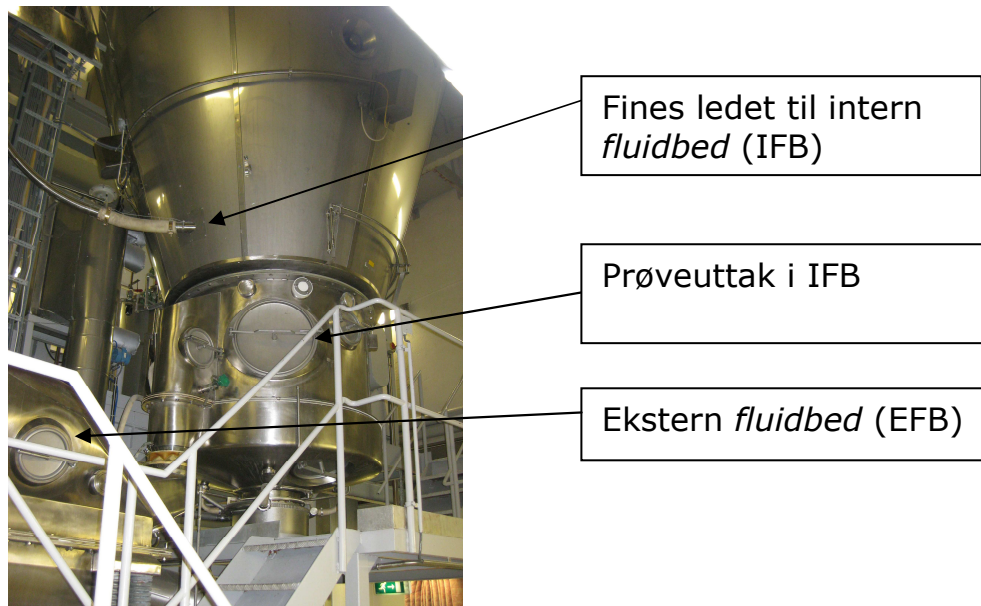 Fines ledet til intern
fluidbed (IFB)
Prøveuttak i IFB
Ekstern fluidbed (EFB)